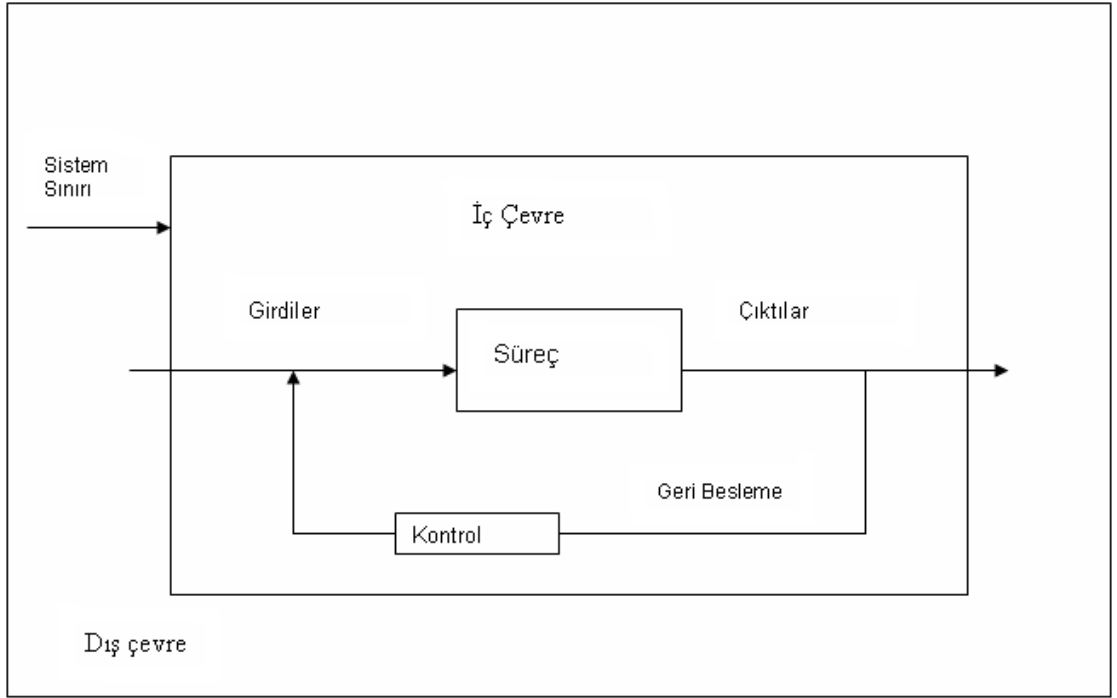 Sistem
Sınırı
İç Çevre
Girdiler
Çıktılar
Süreç
Geri Besleme
Kontrol
Dış çevre